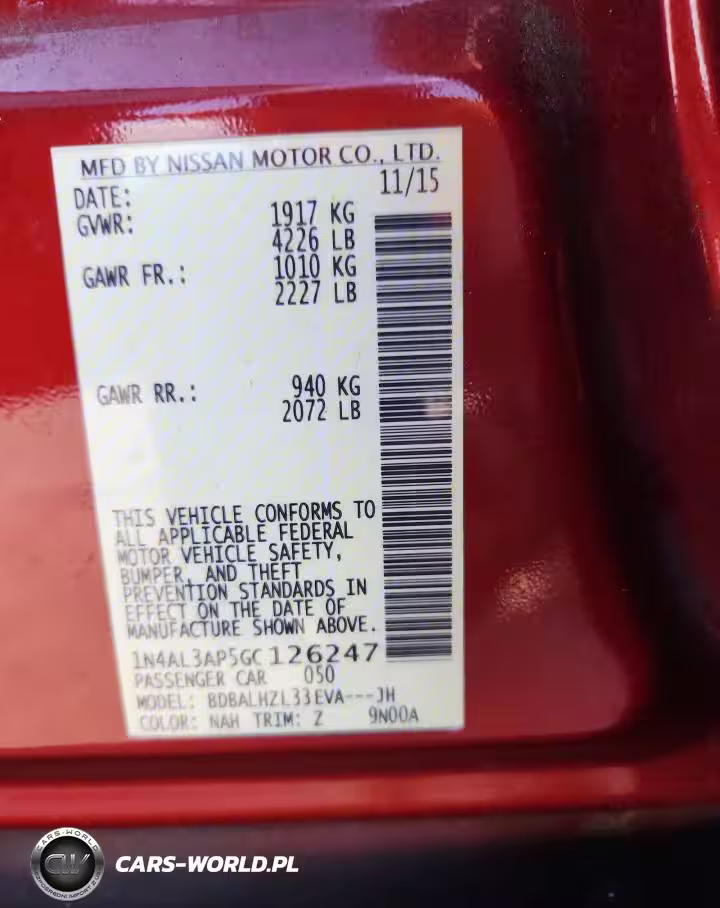 MFD BY NISSAN MOTOR CO., LTD.
DATE: 11/15
GVWR: 1917 KG
4226 LB
GAWR FR.: 1010 KG
2227 LB
GAWR RR.: 940 KG
2072 LB
THIS VEHICLE CONFORMS TO
ALL APPLICABLE FEDERAL
MOTOR VEHICLE SAFETY,
BUMPER, AND THEFT
PREVENTION STANDARDS IN
EFFECT ON THE DATE OF
MANUFACTURE SHOWN ABOVE.
1N4AL3AP5GC126247
PASSENGER CAR 050
MODEL: BDBALHZL33EVA---JH
COLOR: NAH TRIM: Z 9N00A
CARS-WORLD
CW
CARS-WORLD.PL